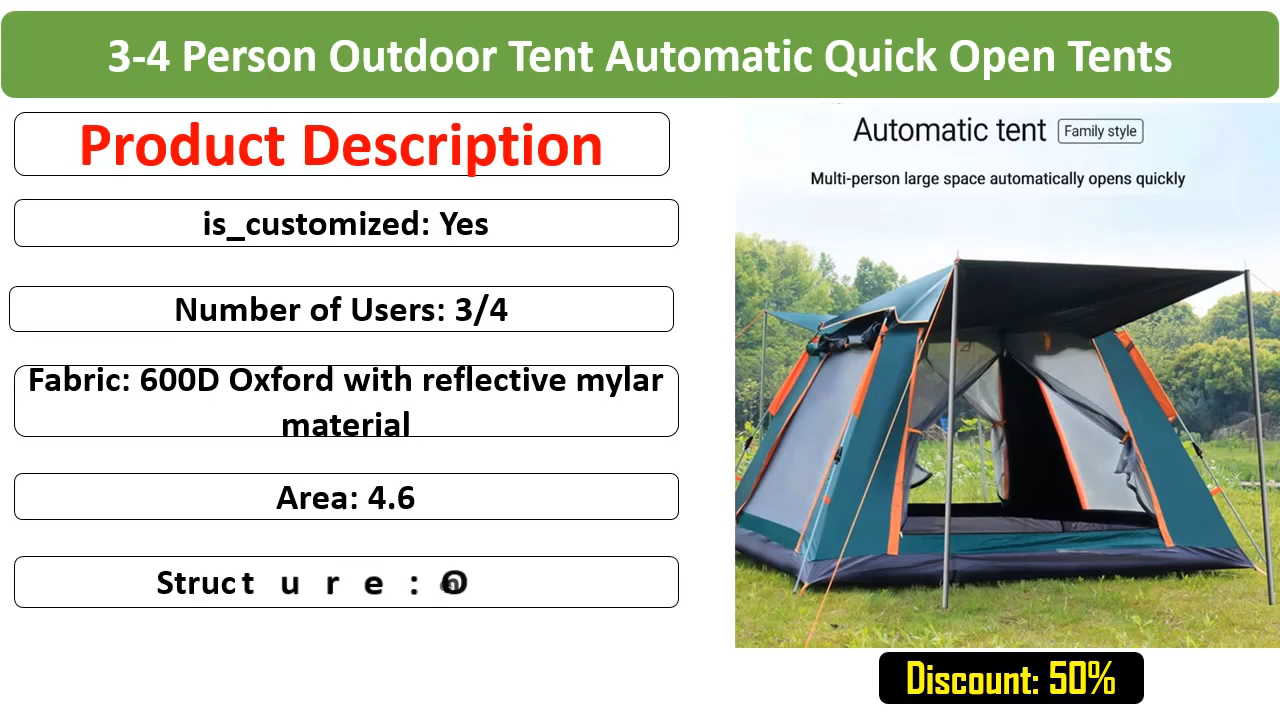 3-4 Person Outdoor Tent Automatic Quick Open Tents
Product Description
is_customized: Yes
Number of Users: 3/4
Fabric: 600D Oxford with reflective mylar
material
Area: 4.6
Structure:
Automatic tent
Family style
Multi-person large space automatically opens quickly
Discount: 50%